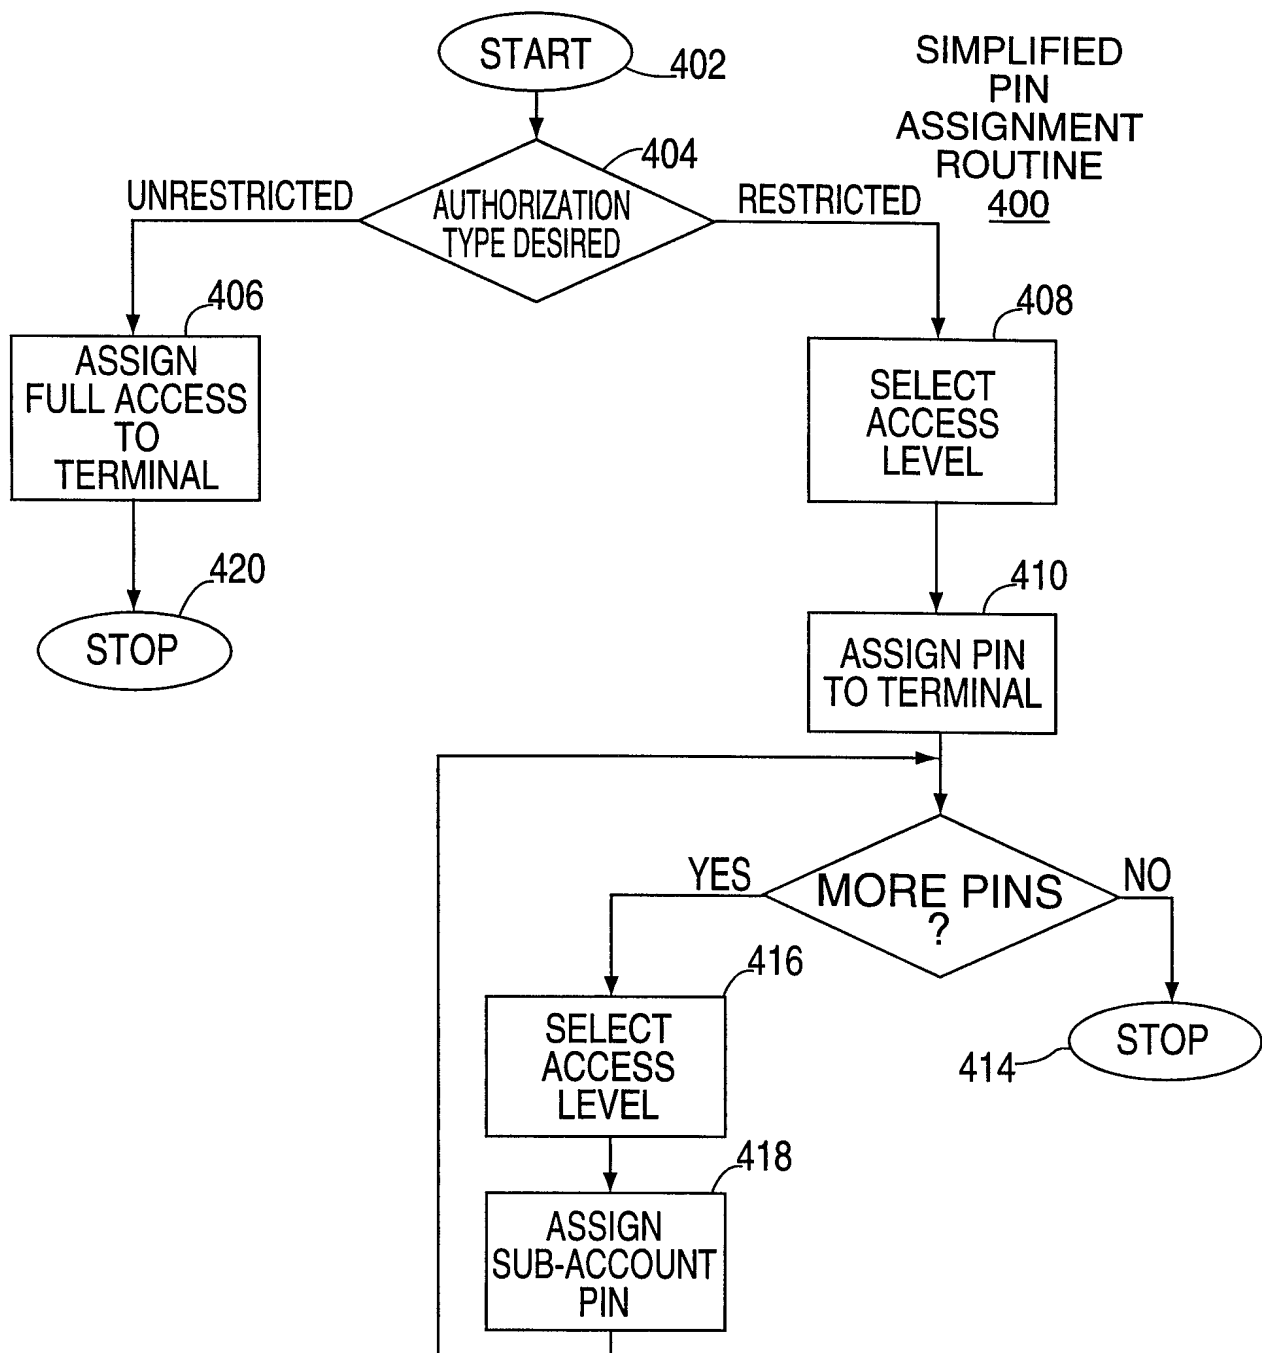 START
402
SIMPLIFIED
PIN
ASSIGNMENT
ROUTINE
400
404
UNRESTRICTED
AUTHORIZATION
TYPE DESIRED
RESTRICTED
406
ASSIGN
FULL ACCESS
TO
TERMINAL
408
SELECT
ACCESS
LEVEL
420
STOP
410
ASSIGN PIN
TO TERMINAL
YES
MORE PINS
?
NO
416
SELECT
ACCESS
LEVEL
STOP
414
418
ASSIGN
SUB-ACCOUNT
PIN